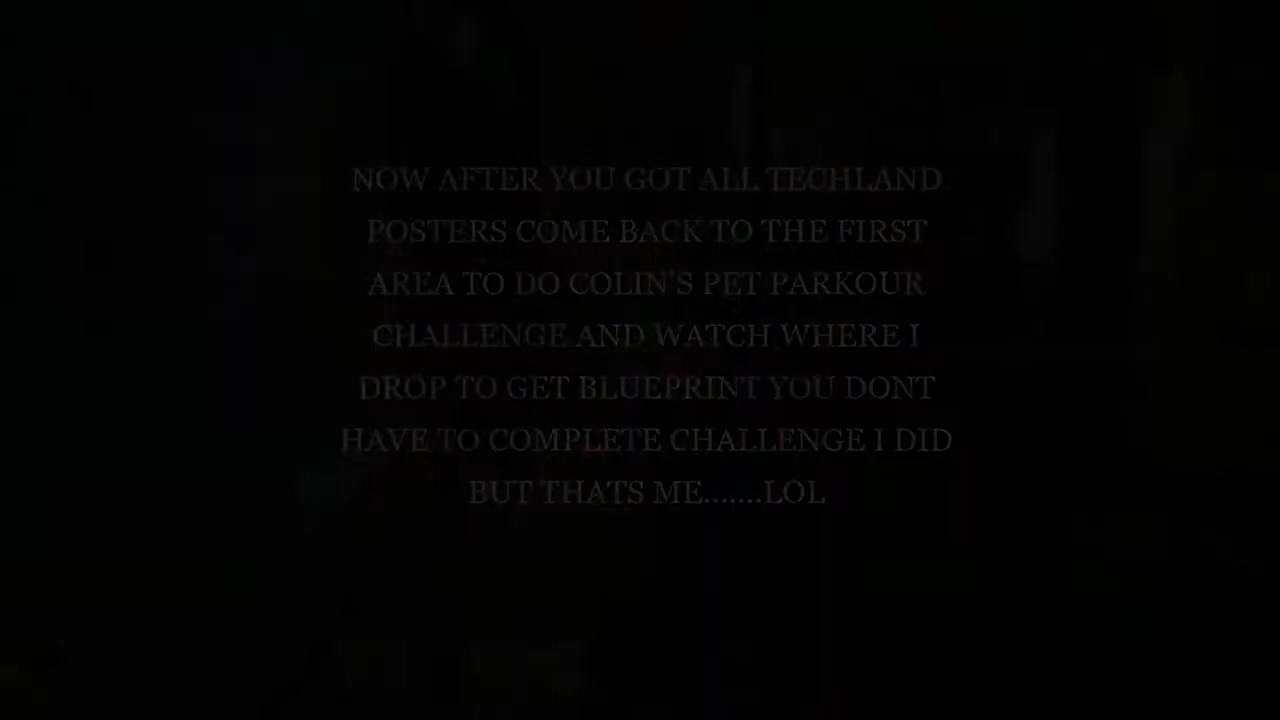 NOW AFTER YOU GOT ALL TECHLAND
POSTERS COME BACK TO THE FIRST
AREA TO DO COLIN'S PET PARKOUR
CHALLENGE AND WATCH WHERE I
DROP TO GET BLUEPRINT YOU DONT
HAVE TO COMPLETE CHALLENGE I DID
BUT THATS ME.......LOL